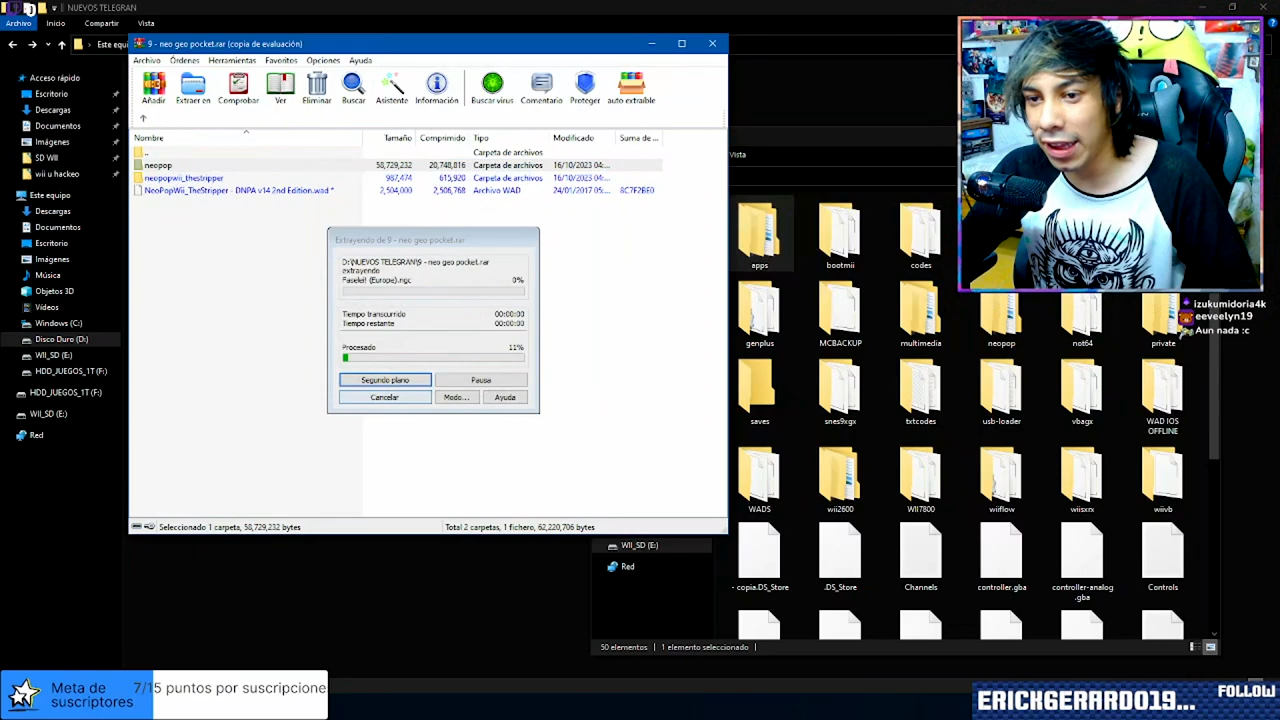 NUEVOS TELEGRAN
Archivo Inicio Compartir Vista
Este equi
Acceso rápido
Escritorio
Descargas
Documentos
Imágenes
SD WII
wii u hackeo
Este equipo
Descargas
Documentos
Escritorio
Imágenes
Música
Objetos 3D
Vídeos
Windows (C:)
Disco Duro (D:)
WII_SD (E:)
HDD_JUEGOS_1T (F:)
HDD_JUEGOS_1T (F:)
WII_SD (E:)
Red
9 - neo geo pocket.rar (copia de evaluación)
Archivo Órdenes Herramientas Favoritos Opciones Ayuda
Añadir Extraer en Comprobar Ver Eliminar Buscar Asistente Información Buscar virus Comentario Proteger auto extraíble
Nombre Tamaño Comprimido Tipo Modificado Suma de ...
.. Carpeta de archivos
neopop 58,729,232 20,748,816 Carpeta de archivos 16/10/2023 04:...
neopopwii_thestripper 987,474 615,920 Carpeta de archivos 16/10/2023 04:...
NeoPopWii_TheStripper - DNPA v14 2nd Edition.wad * 2,504,000 2,506,768 Archivo WAD 24/01/2017 05:... 8C7F2BE0
Extrayendo de 9 - neo geo pocket.rar
D:\NUEVOS TELEGRAN\9 - neo geo pocket.rar
extrayendo
Faselei! (Europe).ngc 0%
Tiempo transcurrido 00:00:00
Tiempo restante 00:00:00
Procesado 11%
Segundo plano Pausa
Cancelar Modo... Ayuda
Seleccionado 1 carpeta, 58,729,232 bytes Total 2 carpetas, 1 fichero, 62,220,706 bytes
Vista
apps bootmii codes
genplus MCBACKUP multimedia neopop not64 private
saves snes9xgx txtcodes usb-loader vbagx WAD IOS
OFFLINE
WADS wii2600 WII7800 wiiflow wiisxrx wiivb
- copia.DS_Store .DS_Store Channels controller.gba controller-analog
.gba Controls
WII_SD (E:)
Red
50 elementos 1 elemento seleccionado
izukumidoria4k
eeveelyn19
Aun nada :c
Meta de
suscriptores
7/15 puntos por suscripcione
ERICKGERARDO19...
FOLLOW